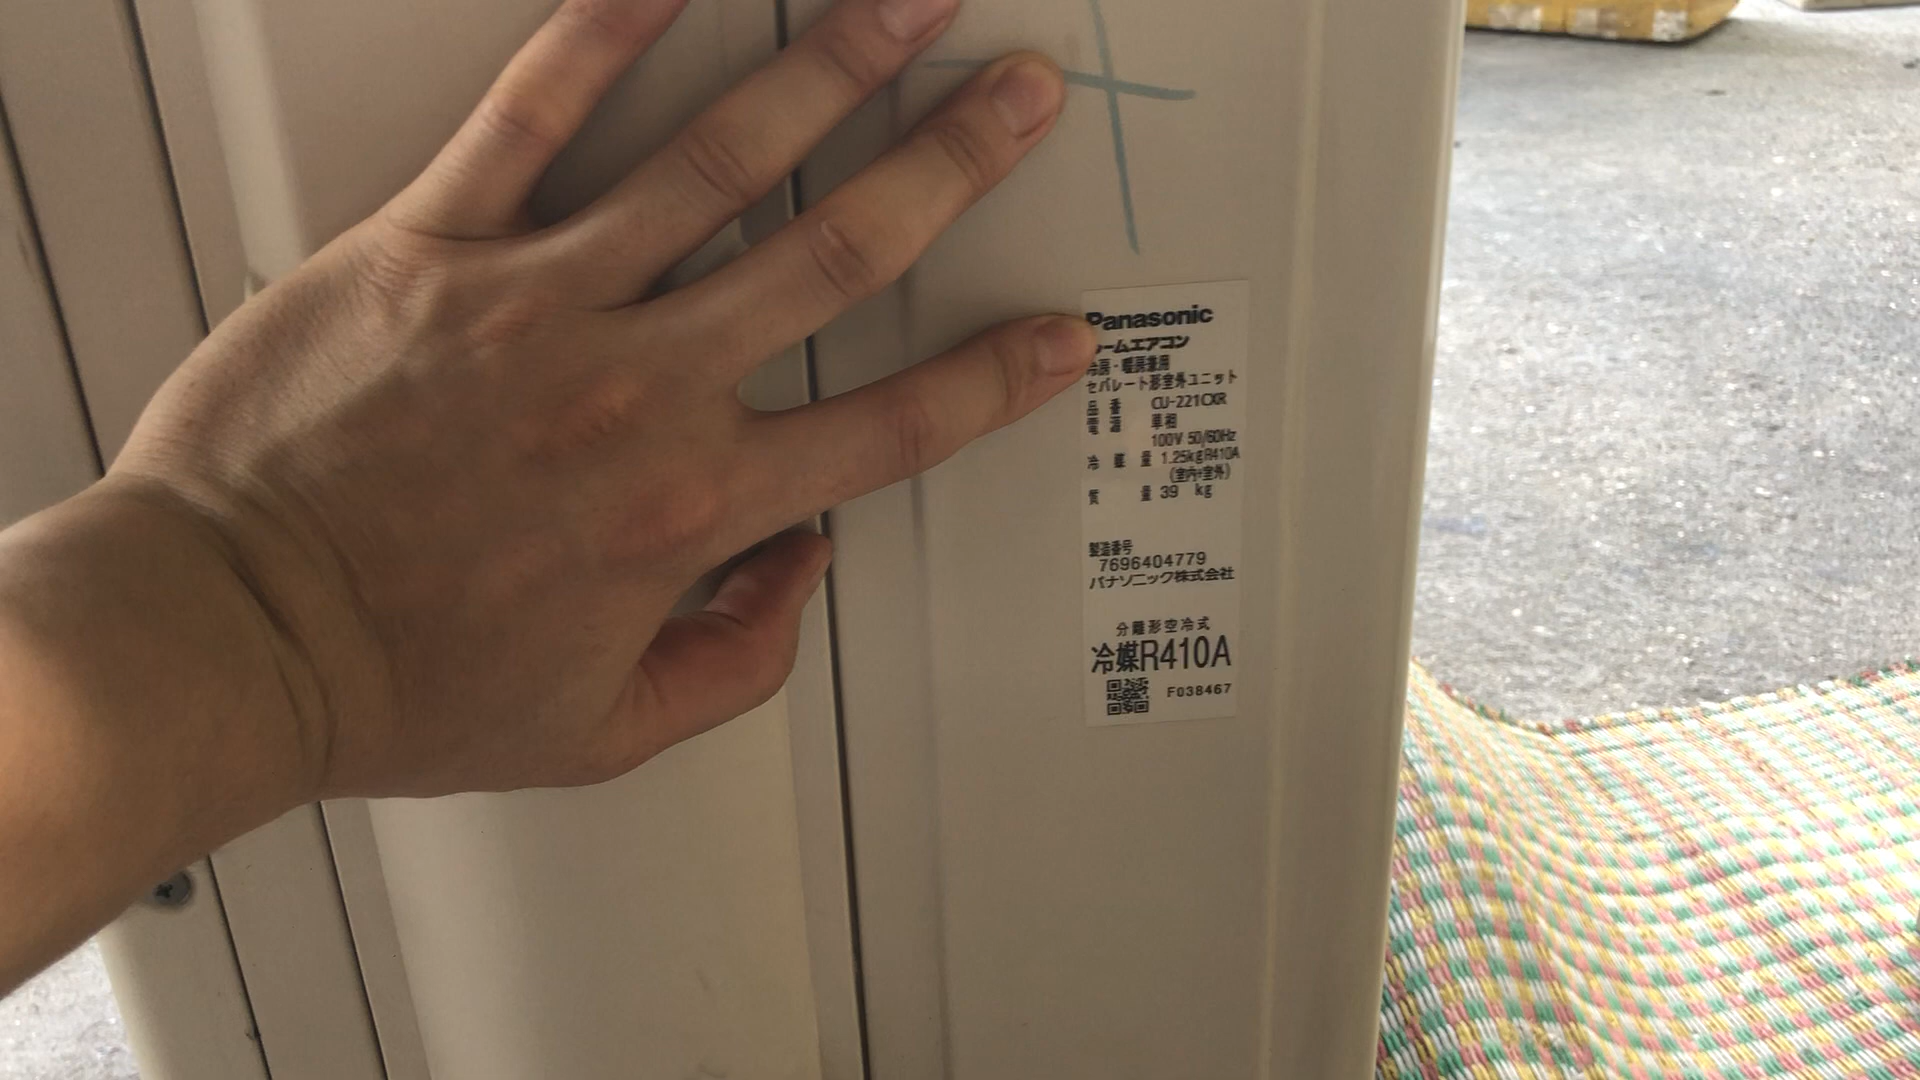 Panasonic
ルームエアコン
冷房・暖房兼用
セパレート形室外ユニット
品番 CU-221CXR
電源 単相
100V 50/60Hz
冷媒量 1.25kg R410A
(室内+室外)
質量 39 kg
製造番号
7696404779
パナソニック株式会社
分離形空冷式
冷媒R410A
F038467